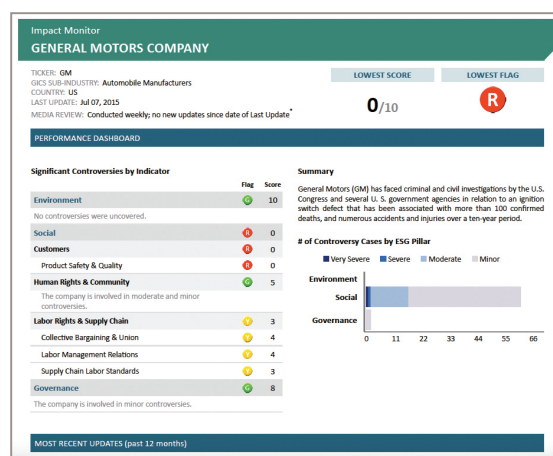 Impact Monitor
GENERAL MOTORS COMPANY
TICKER: GM
GICS SUB-INDUSTRY: Automobile Manufacturers
COUNTRY: US
LAST UPDATE: Jul 07, 2015
MEDIA REVIEW: Conducted weekly; no new updates since date of Last Update*
LOWEST SCORE
0/10
LOWEST FLAG
R
PERFORMANCE DASHBOARD
Significant Controversies by Indicator
Flag Score
Environment G 10
No controversies were uncovered.
Social R 0
Customers R 0
Product Safety & Quality R 0
Human Rights & Community G 5
The company is involved in moderate and minor
controversies.
Labor Rights & Supply Chain Y 3
Collective Bargaining & Union Y 4
Labor Management Relations Y 4
Supply Chain Labor Standards Y 3
Governance G 8
The company is involved in minor controversies.
Summary
General Motors (GM) has faced criminal and civil investigations by the U.S.
Congress and several U. S. government agencies in relation to an ignition
switch defect that has been associated with more than 100 confirmed
deaths, and numerous accidents and injuries over a ten-year period.
# of Controversy Cases by ESG Pillar
Very Severe Severe Moderate Minor
Environment
Social
Governance
0 11 22 33 44 55 66
MOST RECENT UPDATES (past 12 months)